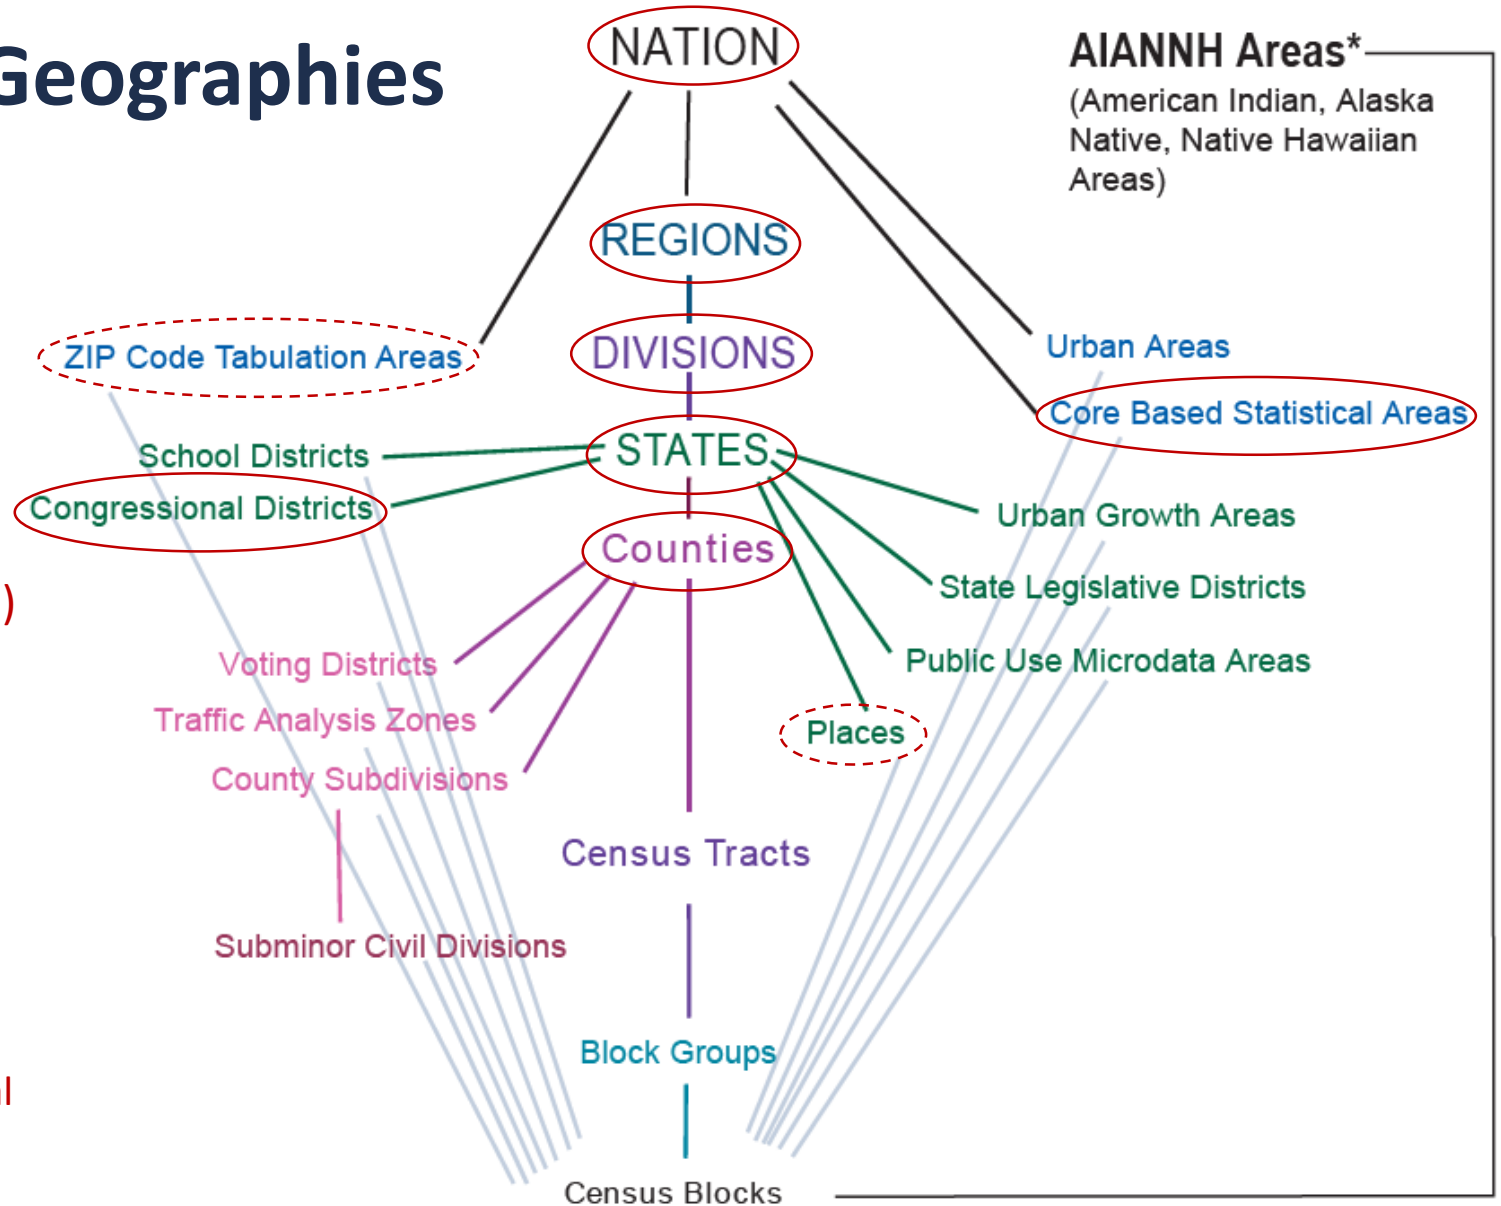 Geographies
NATION
AIANNH Areas*
(American Indian, Alaska
Native, Native Hawaiian
Areas)
REGIONS
ZIP Code Tabulation Areas
DIVISIONS
Urban Areas
Core Based Statistical Areas
School Districts
STATES
Congressional Districts
Urban Growth Areas
Counties
State Legislative Districts
)
Voting Districts
Public Use Microdata Areas
Traffic Analysis Zones
Places
County Subdivisions
Census Tracts
Subminor Civil Divisions
Block Groups
Census Blocks